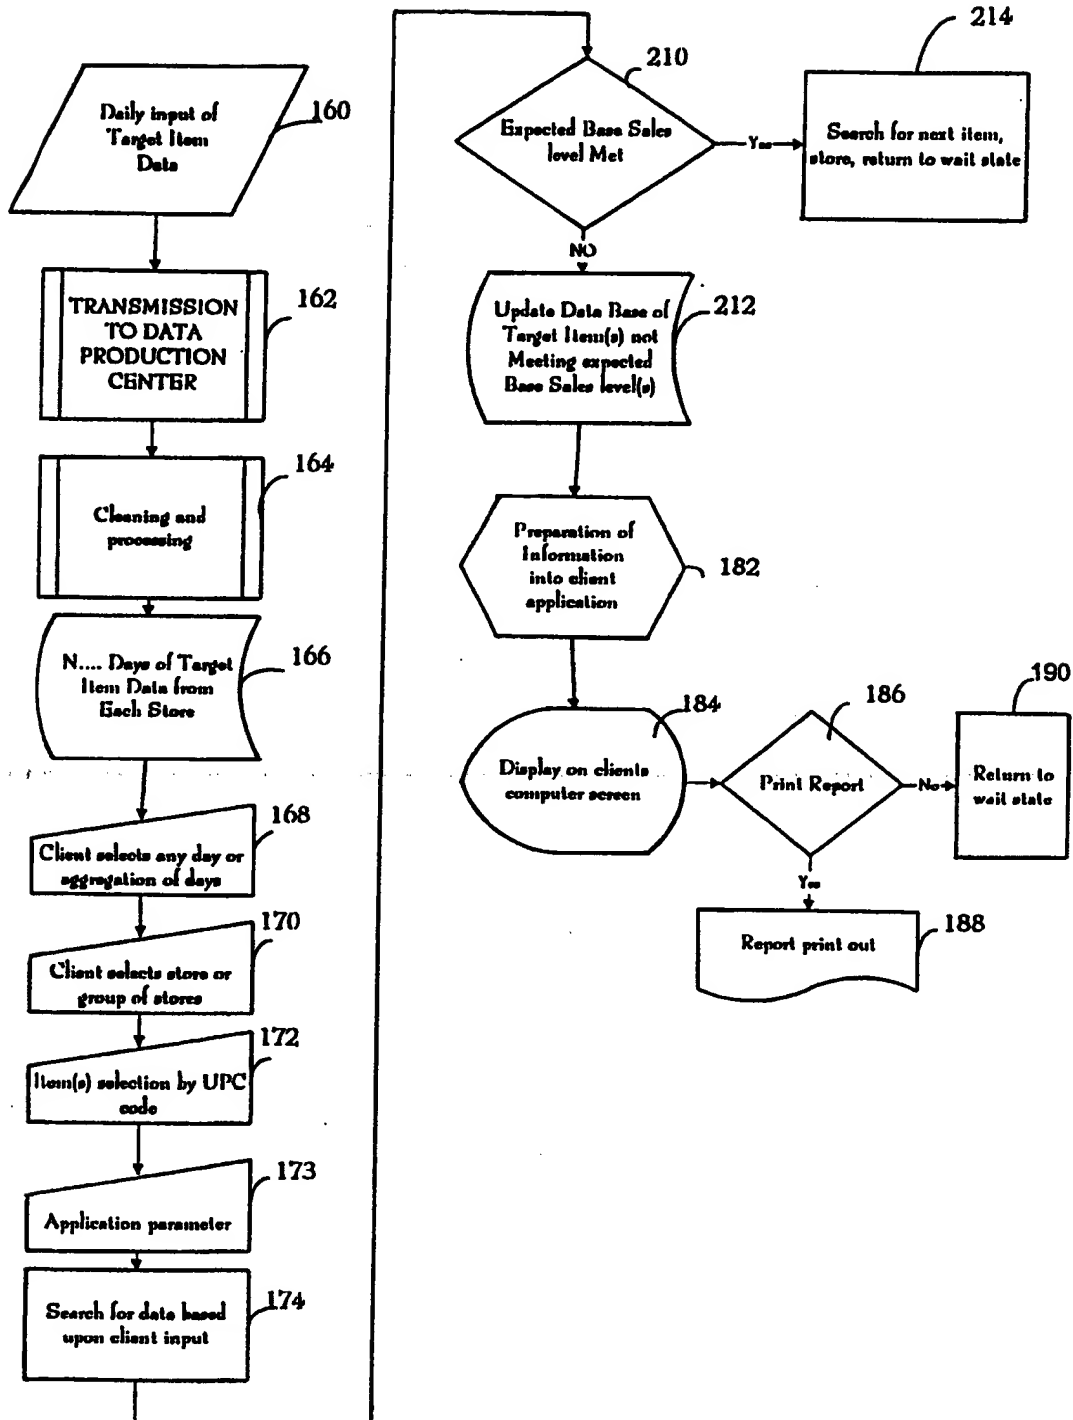 Daily input of
Target Item
Data
160
TRANSMISSION
TO DATA
PRODUCTION
CENTER
162
Cleaning and
processing
164
N.... Days of Target
Item Data from
Each Store
166
Client selects any day or
aggregation of days
168
Client selects store or
group of stores
170
Item(s) selection by UPC
code
172
Application parameter
173
Search for data based
upon client input
174
Expected Base Sales
level Met
210
Yes
Search for next item,
store, return to wait state
214
NO
Update Data Base of
Target Item(s) not
Meeting expected
Base Sales level(s)
212
Preparation of
Information
into client
application
182
Display on clients
computer screen
184
Print Report
186
No
Return to
wait state
190
Yes
Report print out
188